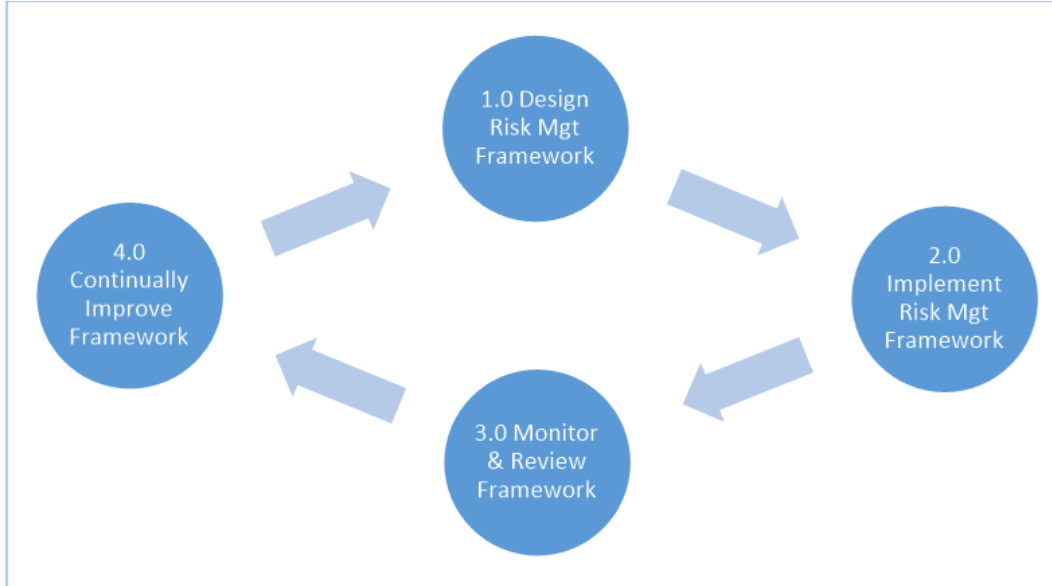 1.0 Design
Risk Mgt
Framework
2.0
Implement
Risk Mgt
Framework
3.0 Monitor
& Review
Framework
4.0
Continually
Improve
Framework